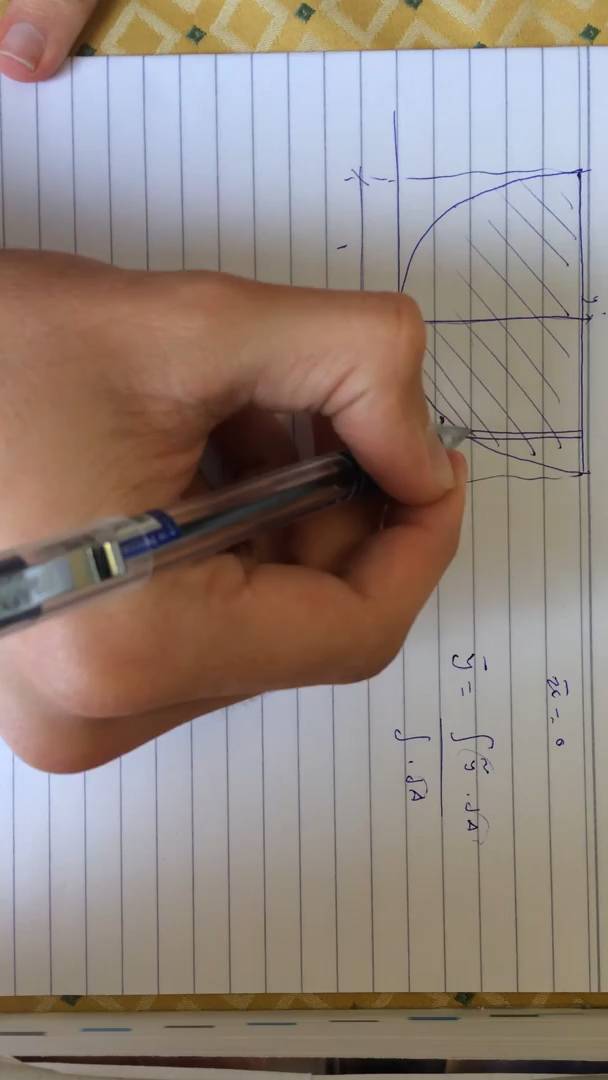 y
x̄ = 0
ȳ = ∫ ỹ . dA
∫ . dA